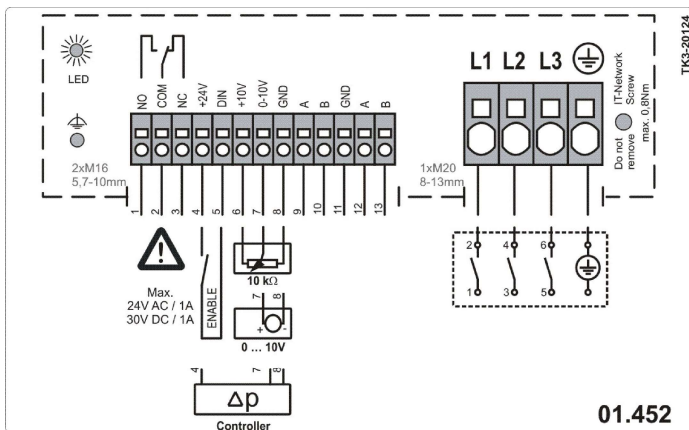 TK3-20124
LED
NO
COM
NC
+24V
DIN
+10V
0-10V
GND
A
B
GND
A
B
L1 L2 L3
IT-Network
Screw
Do not
remove
max. 0,8Nm
2xM16
5,7-10mm
1xM20
8-13mm
1
2
3
4
5
6
7
8
9
10
11
12
13
Max.
24V AC / 1A
30V DC / 1A
ENABLE
10 kΩ
7 8
+ -
0 ... 10V
4 7 8
Δp
Controller
2 4 6
1 3 5
01.452